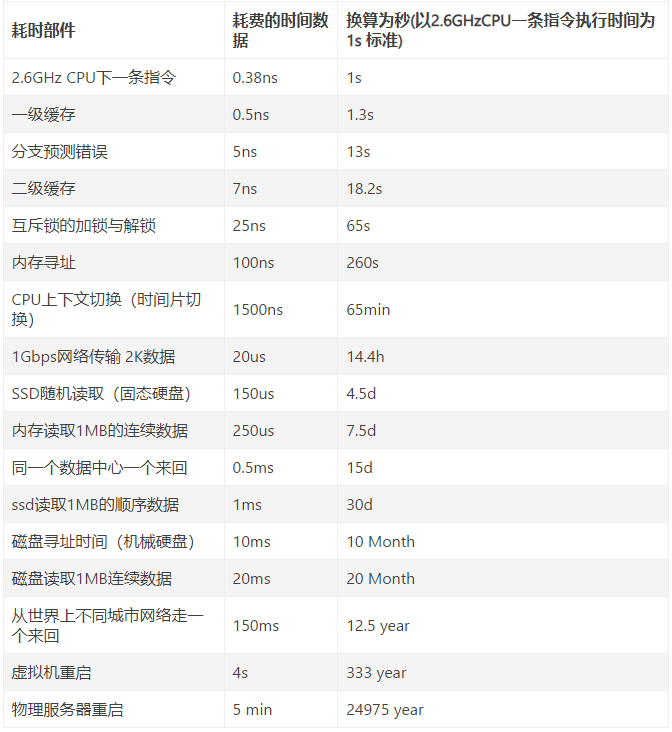 耗时部件
耗费的时间数
据
换算为秒(以2.6GHzCPU一条指令执行时间为
1s 标准)
2.6GHz CPU下一条指令 0.38ns 1s
一级缓存 0.5ns 1.3s
分支预测错误 5ns 13s
二级缓存 7ns 18.2s
互斥锁的加锁与解锁 25ns 65s
内存寻址 100ns 260s
CPU上下文切换（时间片切
换） 1500ns 65min
1Gbps网络传输 2K数据 20us 14.4h
SSD随机读取（固态硬盘） 150us 4.5d
内存读取1MB的连续数据 250us 7.5d
同一个数据中心一个来回 0.5ms 15d
ssd读取1MB的顺序数据 1ms 30d
磁盘寻址时间（机械硬盘） 10ms 10 Month
磁盘读取1MB连续数据 20ms 20 Month
从世界上不同城市网络走一
个来回 150ms 12.5 year
虚拟机重启 4s 333 year
物理服务器重启 5 min 24975 year